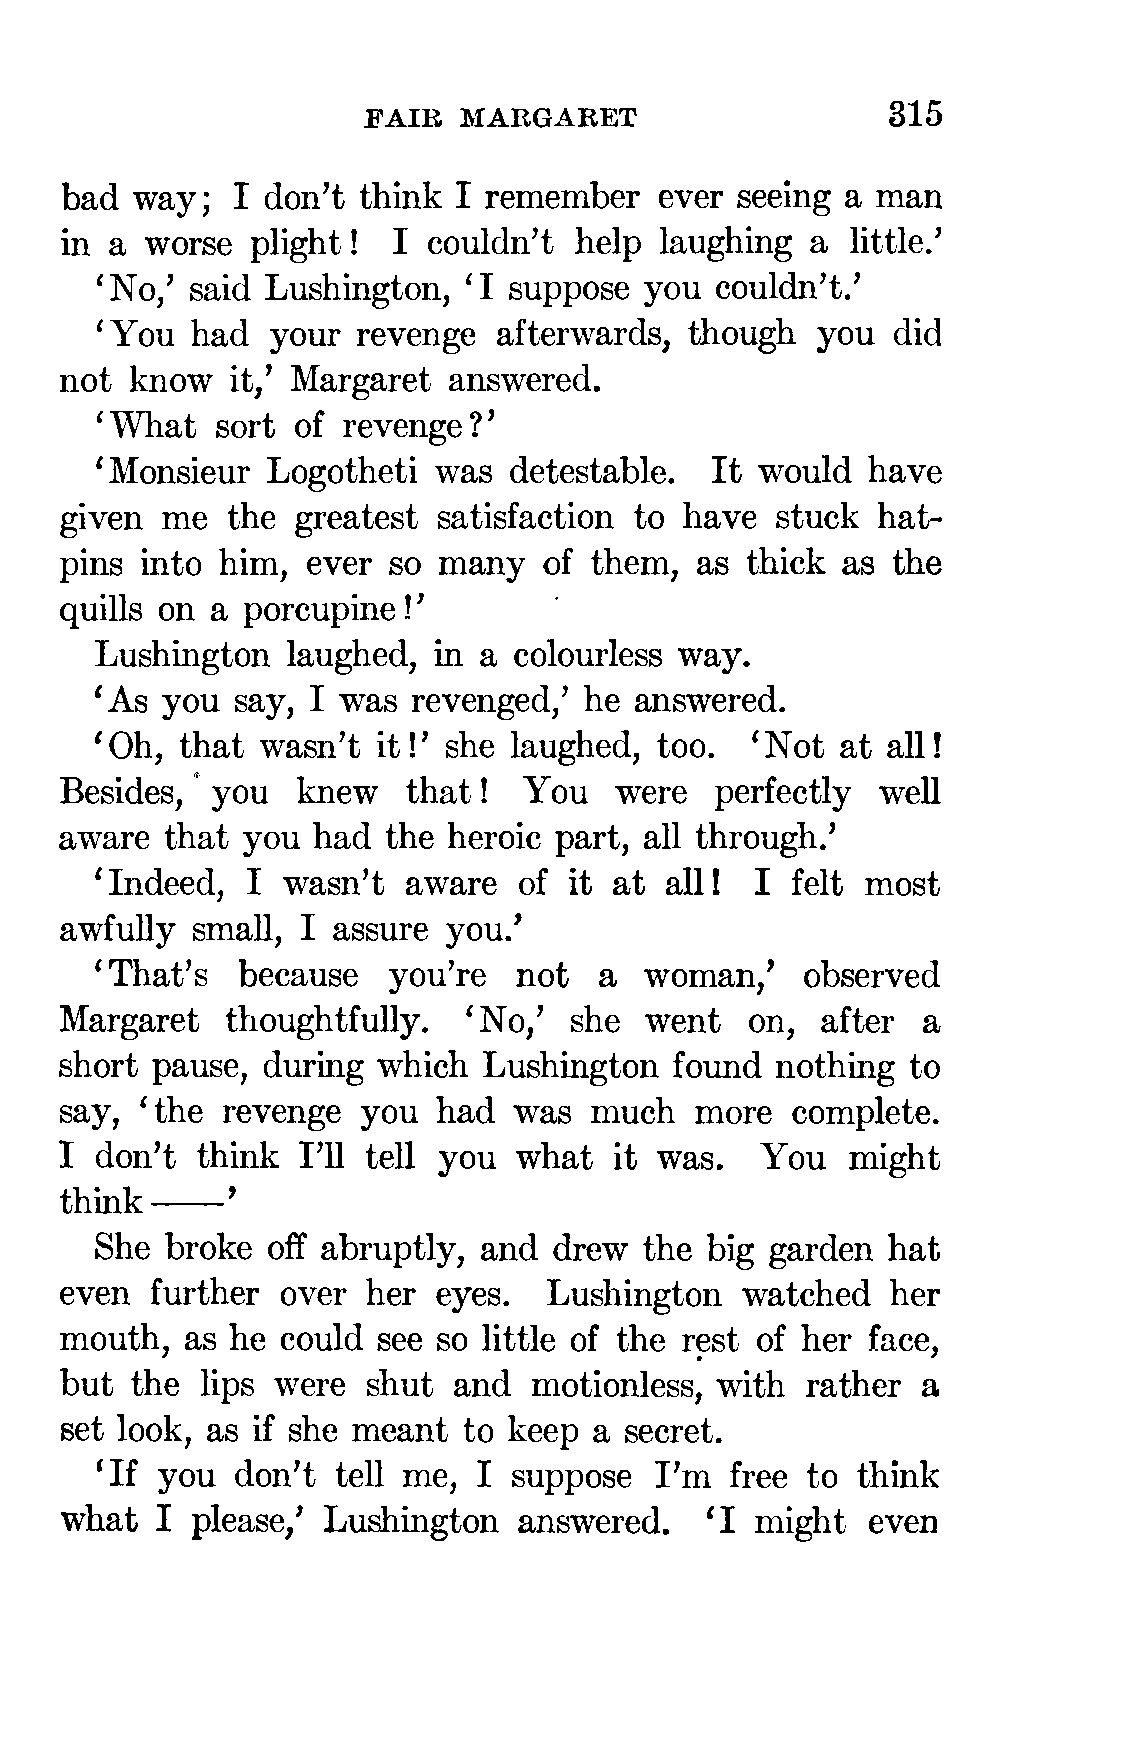 FAIR MARGARET 315
bad way; I don't think I remember ever seeing a man
in a worse plight! I couldn't help laughing a little.'
'No,' said Lushington, 'I suppose you couldn't.'
'You had your revenge afterwards, though you did
not know it,' Margaret answered.
'What sort of revenge?'
'Monsieur Logotheti was detestable. It would have
given me the greatest satisfaction to have stuck hat-
pins into him, ever so many of them, as thick as the
quills on a porcupine!'
Lushington laughed, in a colourless way.
'As you say, I was revenged,' he answered.
'Oh, that wasn't it!' she laughed, too. 'Not at all!
Besides, you knew that! You were perfectly well
aware that you had the heroic part, all through.'
'Indeed, I wasn't aware of it at all! I felt most
awfully small, I assure you.'
'That's because you're not a woman,' observed
Margaret thoughtfully. 'No,' she went on, after a
short pause, during which Lushington found nothing to
say, 'the revenge you had was much more complete.
I don't think I'll tell you what it was. You might
think——'
She broke off abruptly, and drew the big garden hat
even further over her eyes. Lushington watched her
mouth, as he could see so little of the rest of her face,
but the lips were shut and motionless, with rather a
set look, as if she meant to keep a secret.
'If you don't tell me, I suppose I'm free to think
what I please,' Lushington answered. 'I might even